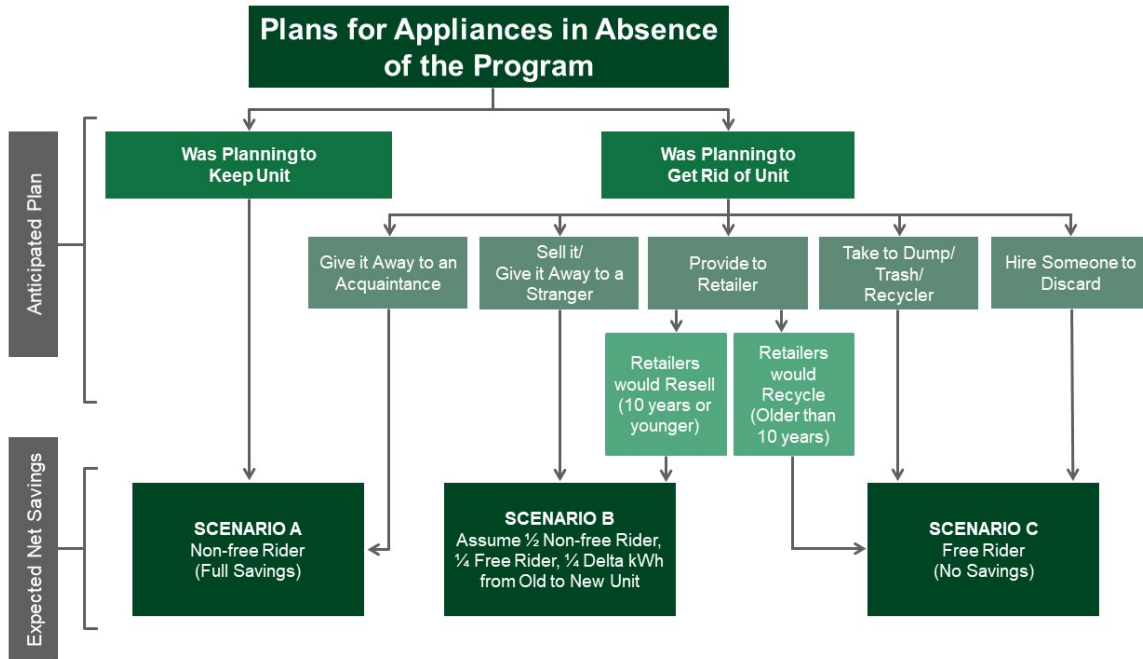 Plans for Appliances in Absence
of the Program
Anticipated Plan
Was Planning to
Keep Unit
Was Planning to
Get Rid of Unit
Give it Away to an
Acquaintance
Sell it/
Give it Away to a
Stranger
Provide to
Retailer
Take to Dump/
Trash/
Recycler
Hire Someone to
Discard
Retailers
would Resell
(10 years or
younger)
Retailers
would
Recycle
(Older than
10 years)
Expected Net Savings
SCENARIO A
Non-free Rider
(Full Savings)
SCENARIO B
Assume ½ Non-free Rider,
¼ Free Rider, ¼ Delta kWh
from Old to New Unit
SCENARIO C
Free Rider
(No Savings)